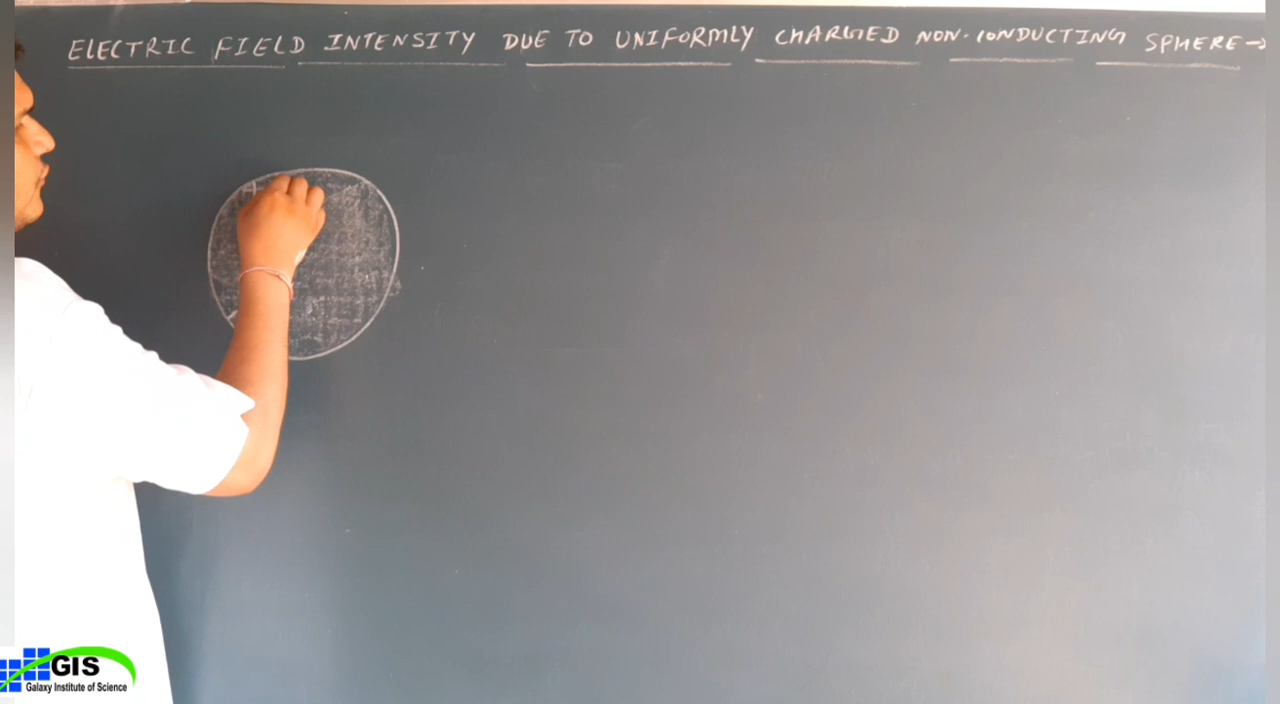 ELECTRIC FIELD INTENSITY DUE TO UNIFORMLY CHARGED NON-CONDUCTING SPHERE →
GIS
Galaxy Institute of Science